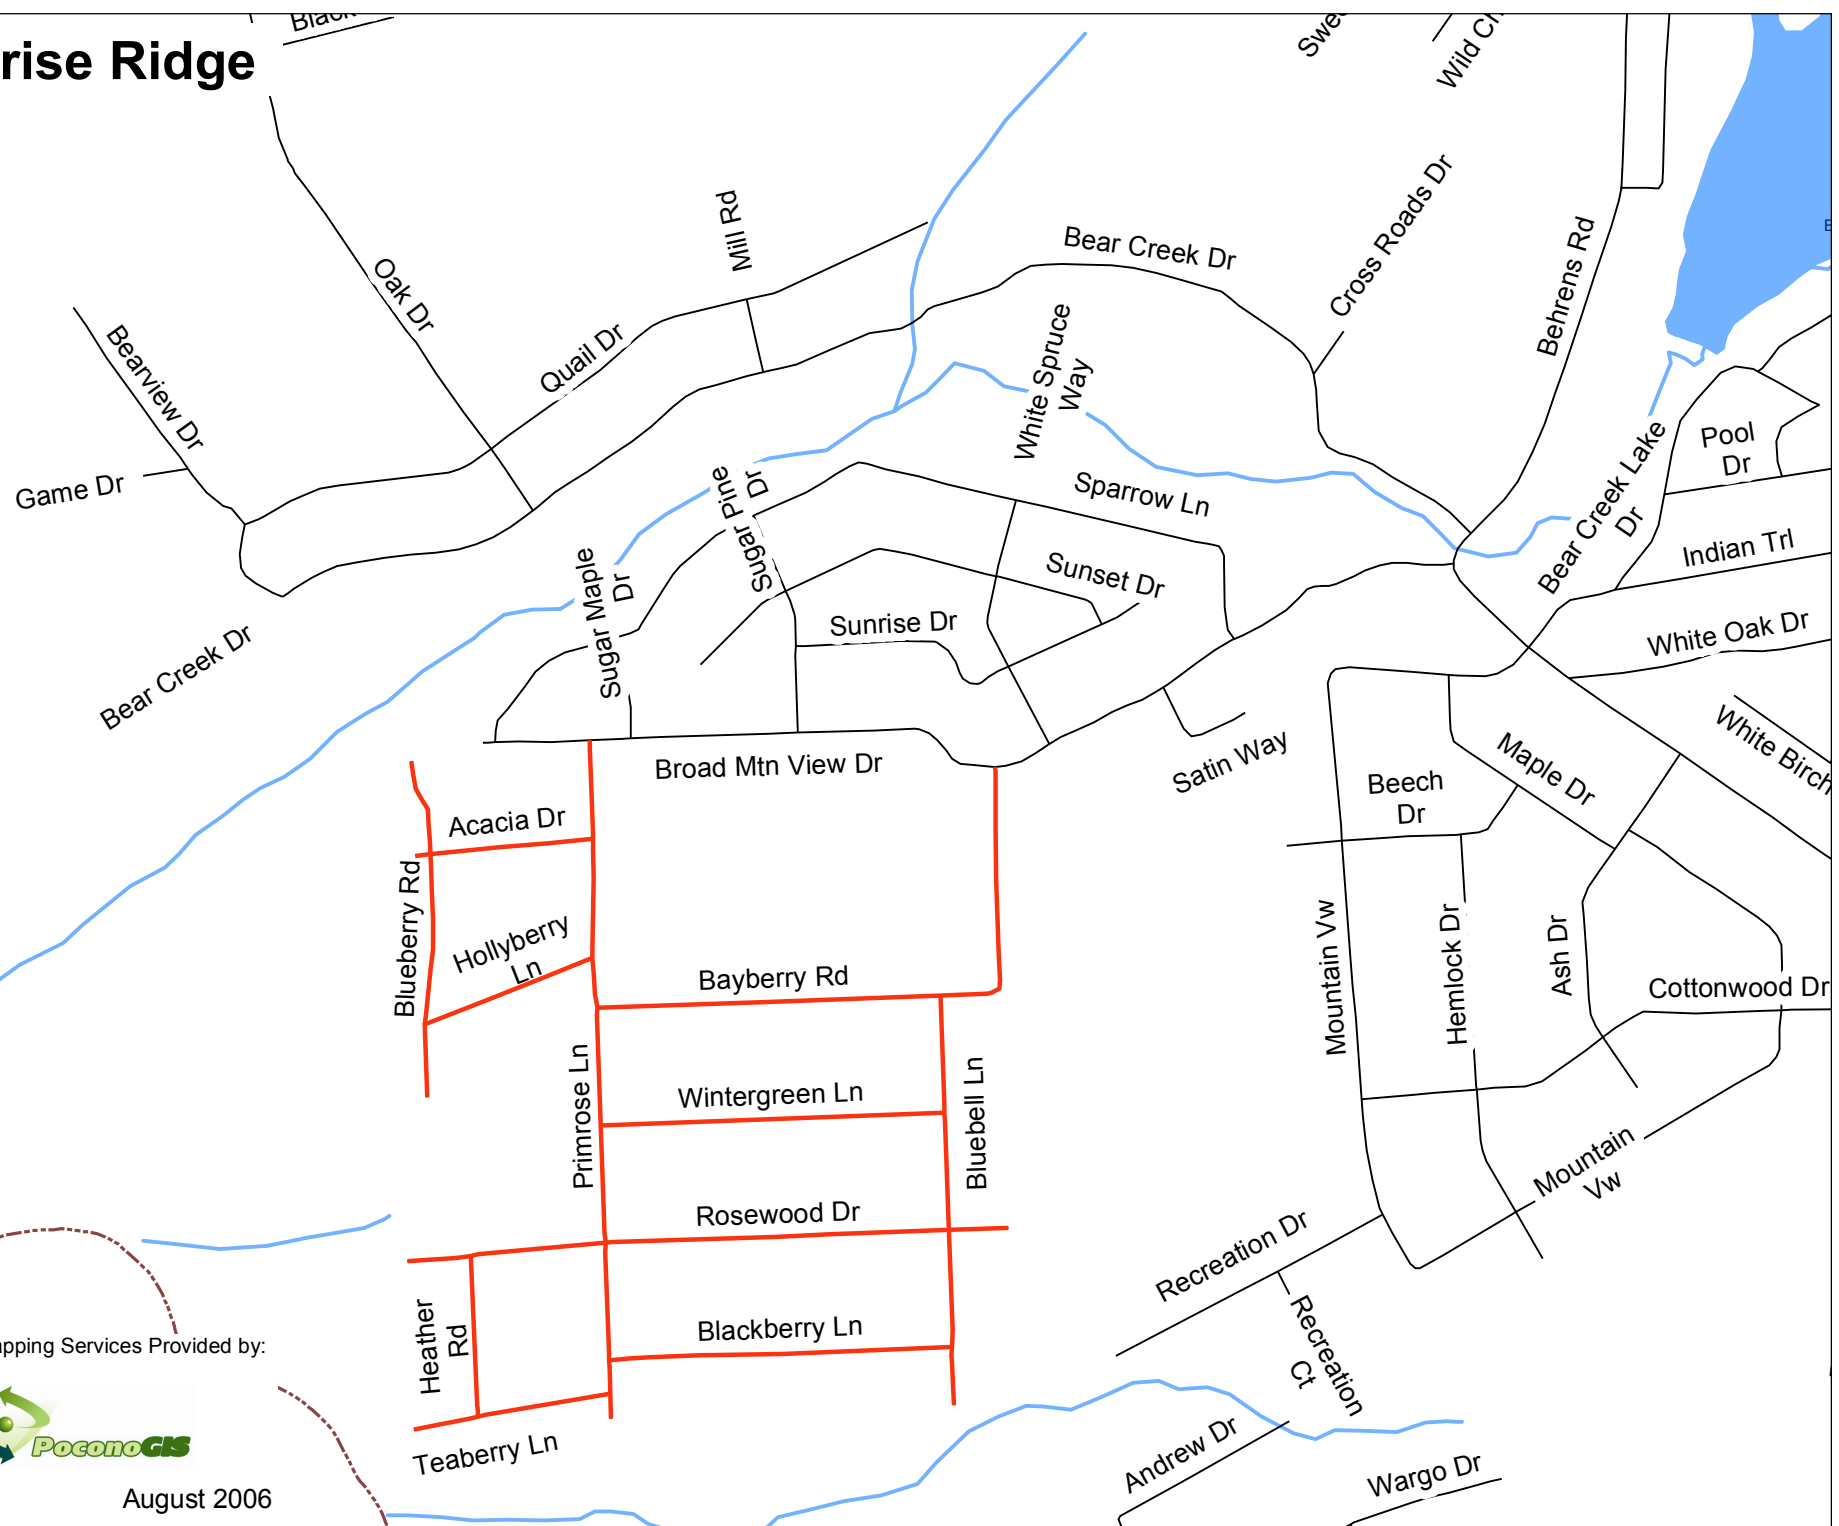 rise Ridge
Mill Rd
Bear Creek Dr
Cross Roads Dr
Behrens Rd
Oak Dr
Quail Dr
Bearview Dr
Game Dr
White Spruce
Way
Pool
Dr
Sparrow Ln
Sugar Pine
Dr
Bear Creek Lake
Dr
Indian Trl
Sugar Maple
Dr
Sunset Dr
Sunrise Dr
White Oak Dr
Bear Creek Dr
Broad Mtn View Dr
Satin Way
White Birch
Maple Dr
Beech
Dr
Acacia Dr
Blueberry Rd
Hollyberry
Ln
Bayberry Rd
Mountain Vw
Hemlock Dr
Ash Dr
Cottonwood Dr
Primrose Ln
Wintergreen Ln
Bluebell Ln
Mountain
Vw
Rosewood Dr
Recreation Dr
Heather
Rd
Blackberry Ln
Recreation
Ct
apping Services Provided by:
PoconoGIS
Teaberry Ln
Andrew Dr
Wargo Dr
August 2006